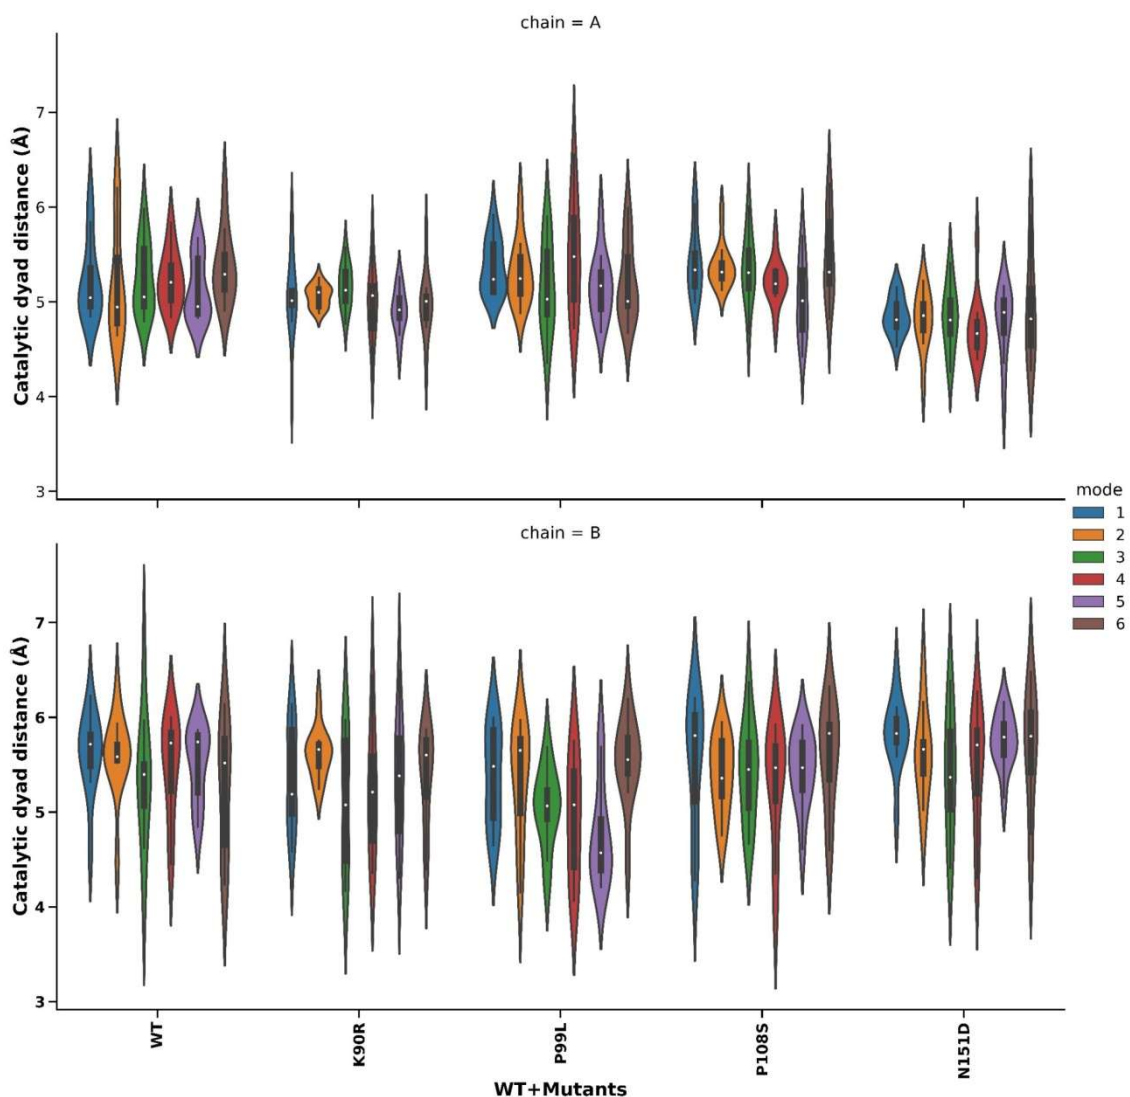 chain = A
7
6
5
4
3
Catalytic dyad distance (Å)
chain = B
7
6
5
4
3
Catalytic dyad distance (Å)
WT
K90R
P99L
P108S
N151D
WT+Mutants
mode
1
2
3
4
5
6